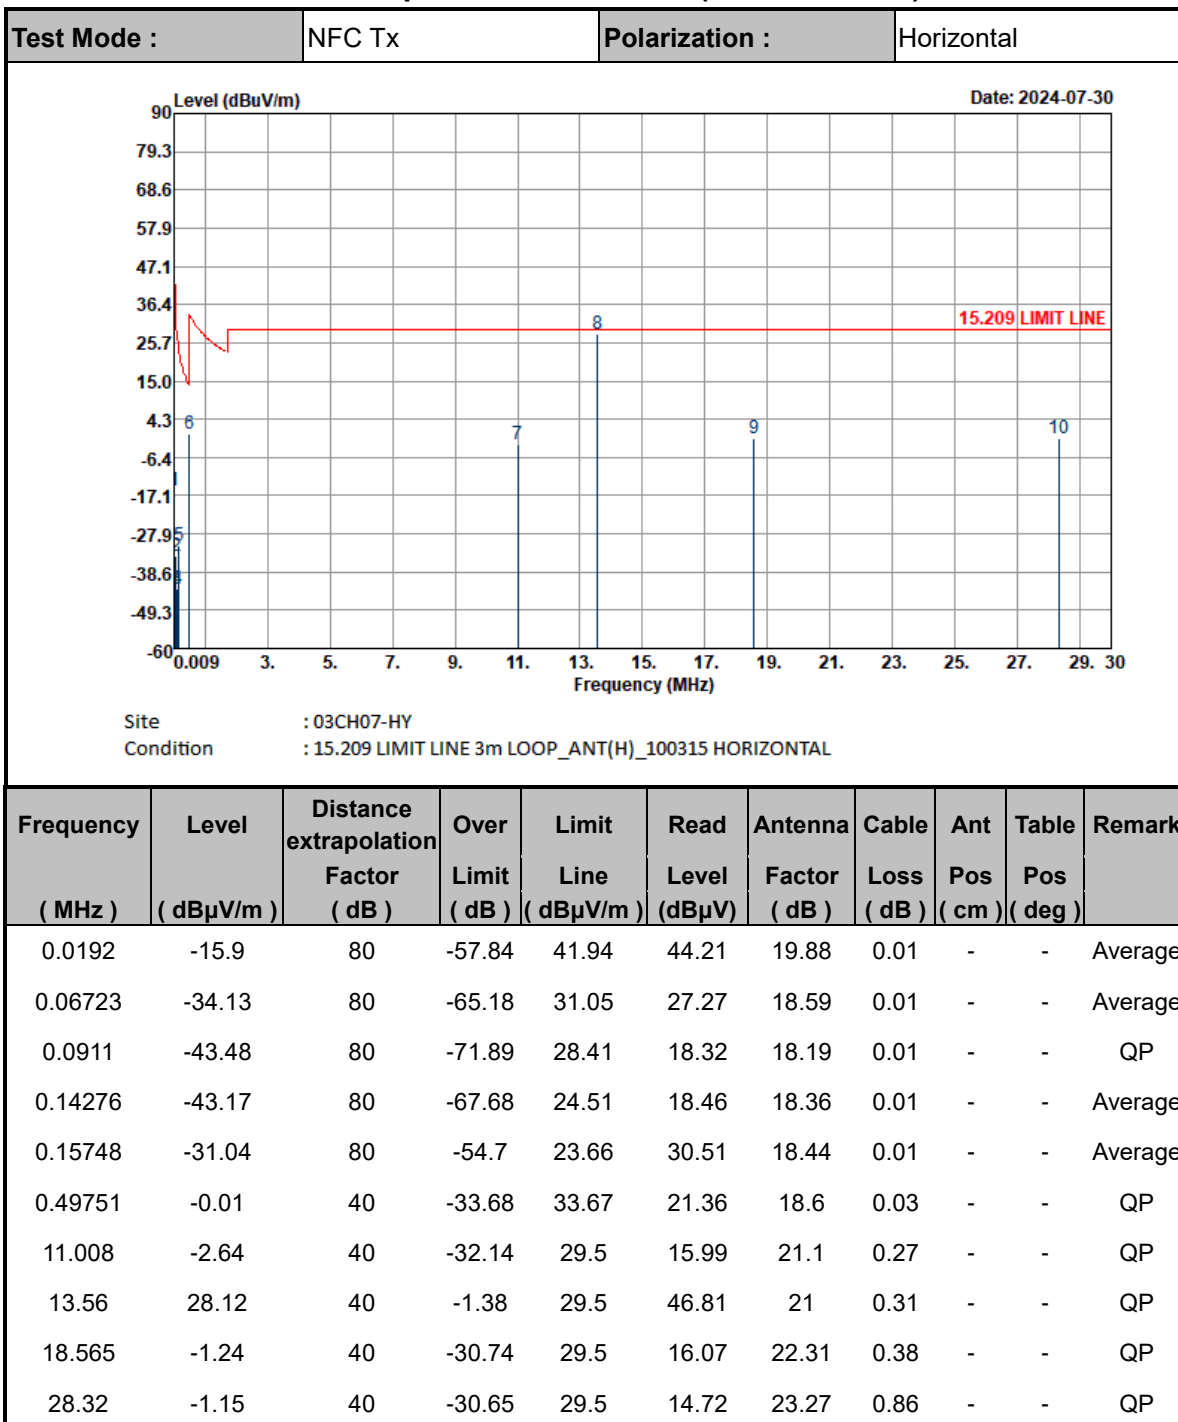 Test Mode : NFC Tx Polarization : Horizontal
Level (dBuV/m) Date: 2024-07-30
90
79.3
68.6
57.9
47.1
36.4
25.7
15.0
4.3
-6.4
-17.1
-27.9
-38.6
-49.3
-60
15.209 LIMIT LINE
8
6
7
9
10
5
0.009 3. 5. 7. 9. 11. 13. 15. 17. 19. 21. 23. 25. 27. 29. 30
Frequency (MHz)
Site : 03CH07-HY
Condition : 15.209 LIMIT LINE 3m LOOP_ANT(H)_100315 HORIZONTAL
Frequency Level Distance extrapolation Over Limit Read Antenna Cable Ant Table Remark
Factor Limit Line Level Factor Loss Pos Pos
( MHz ) ( dBµV/m ) ( dB ) ( dB ) ( dBµV/m ) (dBµV) ( dB ) ( dB ) ( cm ) ( deg )
0.0192 -15.9 80 -57.84 41.94 44.21 19.88 0.01 - - Average
0.06723 -34.13 80 -65.18 31.05 27.27 18.59 0.01 - - Average
0.0911 -43.48 80 -71.89 28.41 18.32 18.19 0.01 - - QP
0.14276 -43.17 80 -67.68 24.51 18.46 18.36 0.01 - - Average
0.15748 -31.04 80 -54.7 23.66 30.51 18.44 0.01 - - Average
0.49751 -0.01 40 -33.68 33.67 21.36 18.6 0.03 - - QP
11.008 -2.64 40 -32.14 29.5 15.99 21.1 0.27 - - QP
13.56 28.12 40 -1.38 29.5 46.81 21 0.31 - - QP
18.565 -1.24 40 -30.74 29.5 16.07 22.31 0.38 - - QP
28.32 -1.15 40 -30.65 29.5 14.72 23.27 0.86 - - QP